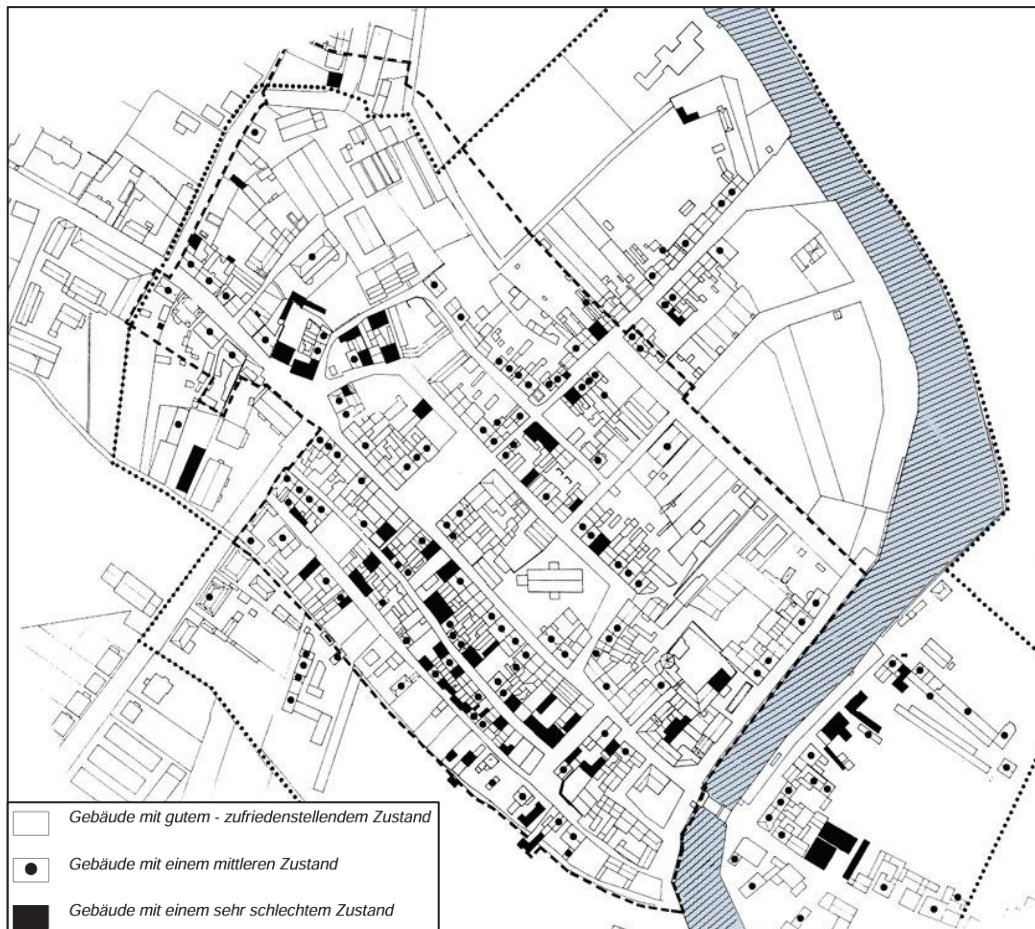 Gebäude mit gutem - zufriedenstellendem Zustand
Gebäude mit einem mittleren Zustand
Gebäude mit einem sehr schlechtem Zustand